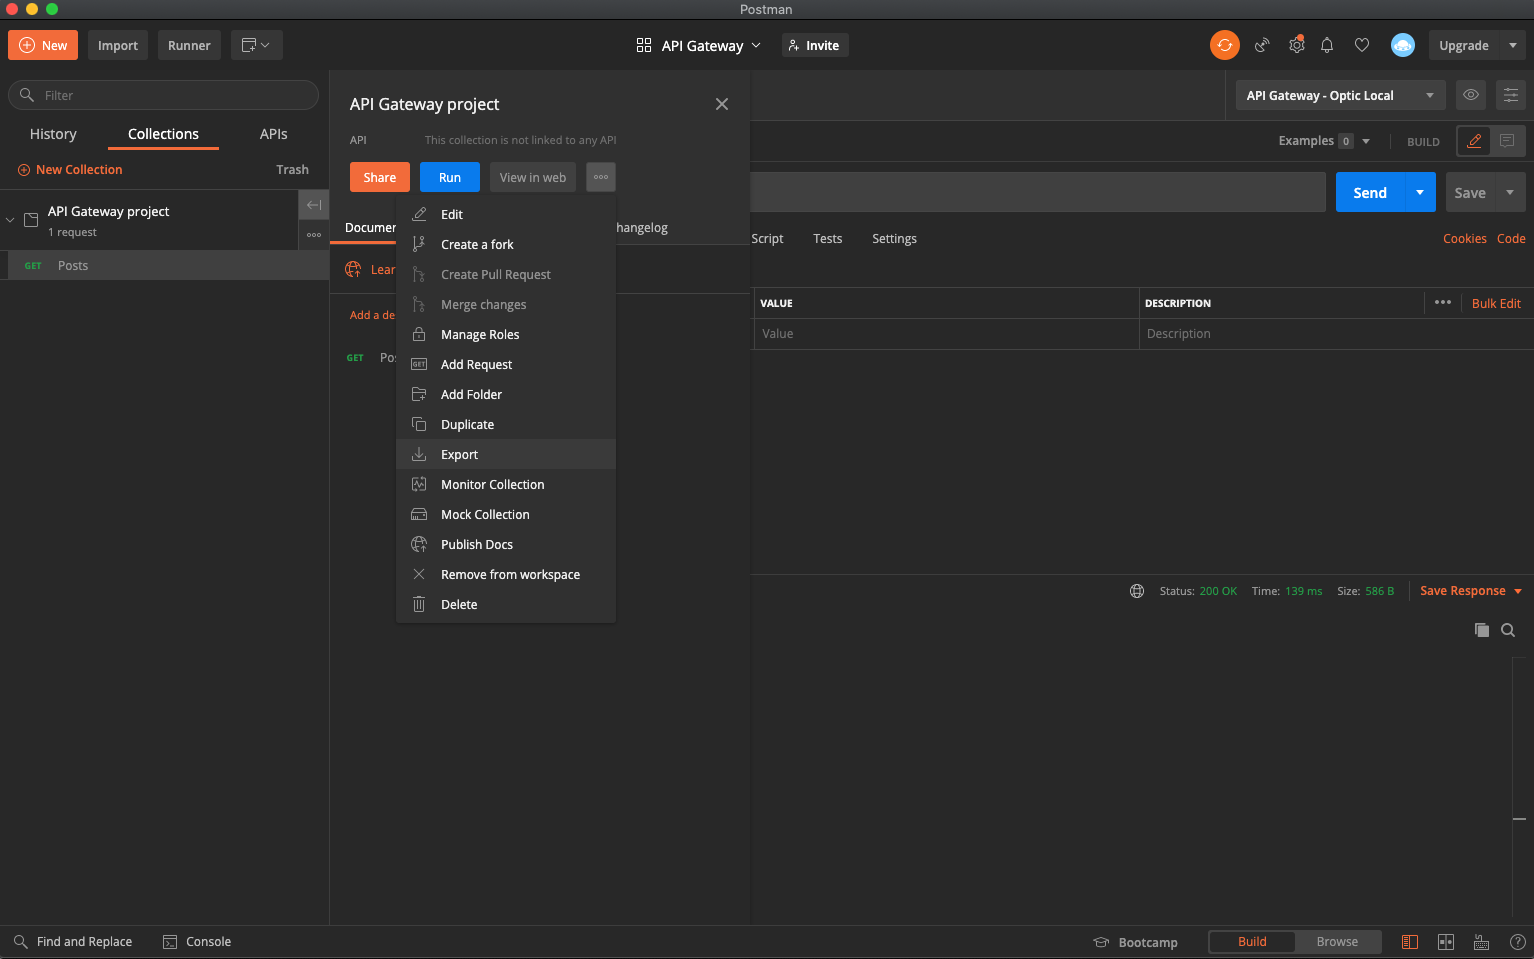 Postman
New Import Runner API Gateway Invite Upgrade
Filter
History Collections APIs
New Collection Trash
API Gateway project
1 request
GET Posts
API Gateway project
API This collection is not linked to any API
Share Run View in web
Documen hangelog
Lear
Add a de
GET Pos
Edit
Create a fork
Create Pull Request
Merge changes
Manage Roles
GET Add Request
Add Folder
Duplicate
Export
Monitor Collection
Mock Collection
Publish Docs
Remove from workspace
Delete
API Gateway - Optic Local
Examples 0 BUILD
Send Save
Script Tests Settings Cookies Code
VALUE DESCRIPTION Bulk Edit
Value Description
Status: 200 OK Time: 139 ms Size: 586 B Save Response
Find and Replace Console Bootcamp Build Browse